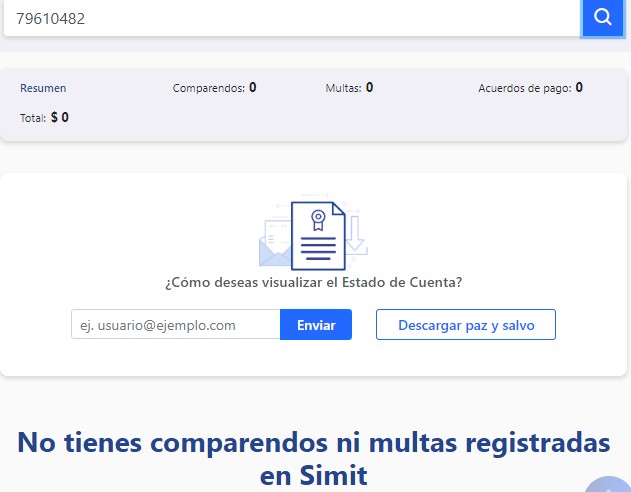 79610482
Resumen Comparendos: 0 Multas: 0 Acuerdos de pago: 0
Total: $ 0
¿Cómo deseas visualizar el Estado de Cuenta?
ej. usuario@ejemplo.com Enviar Descargar paz y salvo
No tienes comparendos ni multas registradas
en Simit